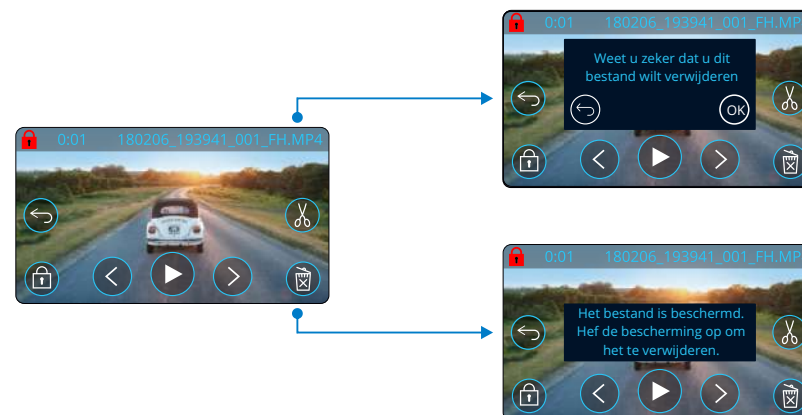 0:01 180206_193941_001_FH.MP4
0:01 180206_193941_001_FH.MP
Weet u zeker dat u dit
bestand wilt verwijderen
OK
0:01 180206_193941_001_FH.MP
Het bestand is beschermd.
Hef de bescherming op om
het te verwijderen.